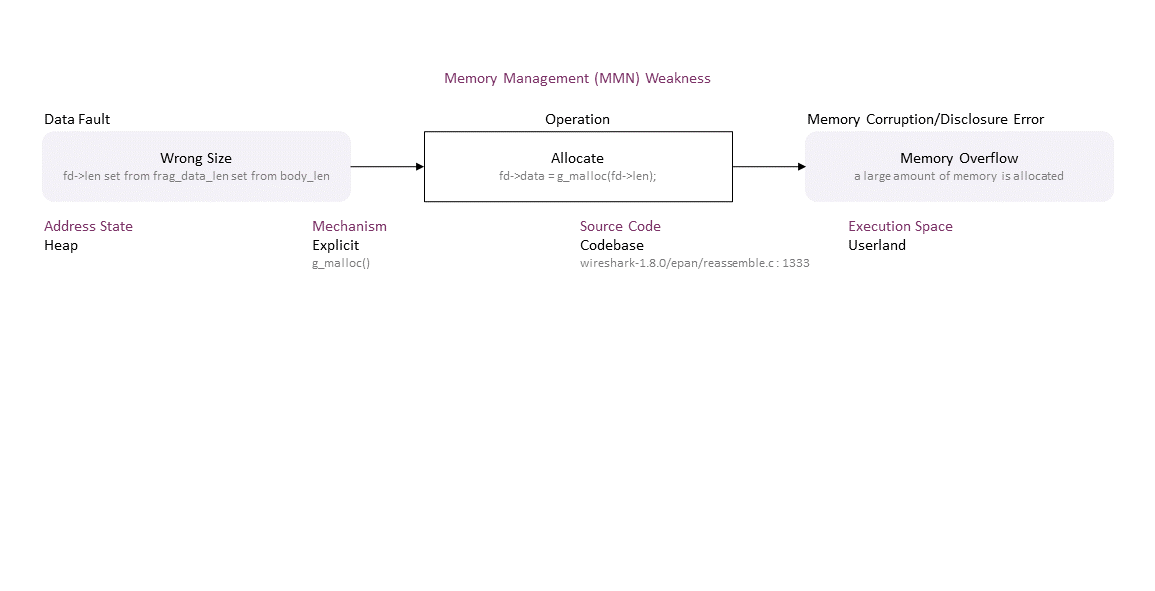 Memory Management (MMN) Weakness
Data Fault
Operation
Memory Corruption/Disclosure Error
Wrong Size
fd->len set from frag_data_len set from body_len
Allocate
fd->data = g_malloc(fd->len);
Memory Overflow
a large amount of memory is allocated
Address State
Heap
Mechanism
Explicit
g_malloc()
Source Code
Codebase
wireshark-1.8.0/epan/reassemble.c : 1333
Execution Space
Userland